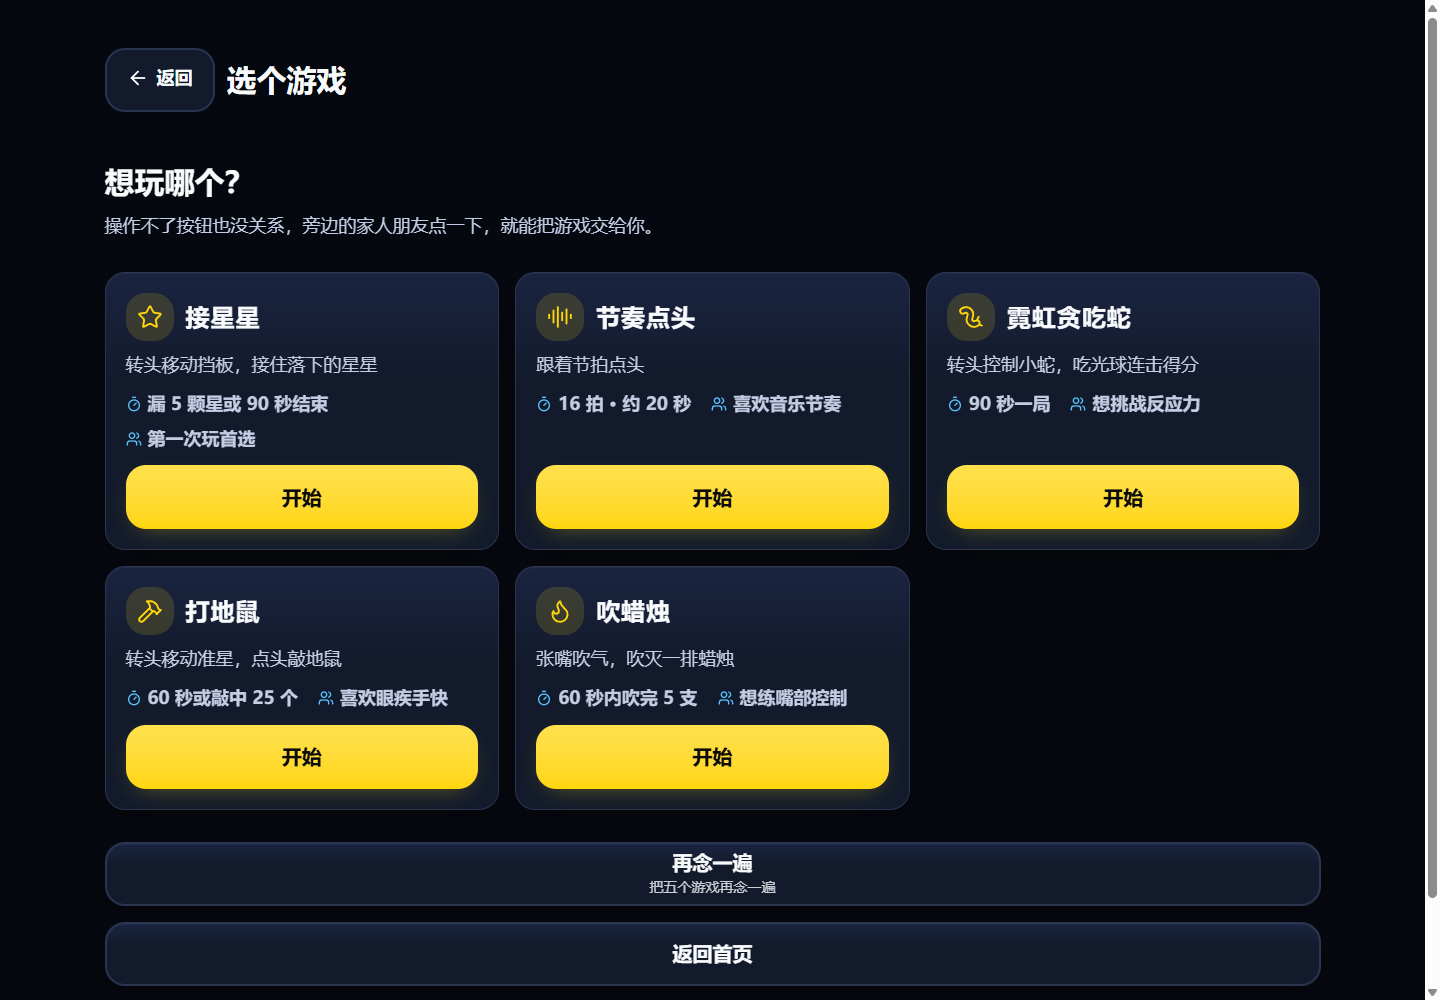 返回
选个游戏
想玩哪个？
操作不了按钮也没关系，旁边的家人朋友点一下，就能把游戏交给你。
接星星
转头移动挡板，接住落下的星星
漏 5 颗星或 90 秒结束
第一次玩首选
开始
节奏点头
跟着节拍点头
16 拍 • 约 20 秒 喜欢音乐节奏
开始
霓虹贪吃蛇
转头控制小蛇，吃光球连击得分
90 秒一局 想挑战反应力
开始
打地鼠
转头移动准星，点头敲地鼠
60 秒或敲中 25 个 喜欢眼疾手快
开始
吹蜡烛
张嘴吹气，吹灭一排蜡烛
60 秒内吹完 5 支 想练嘴部控制
开始
再念一遍
把五个游戏再念一遍
返回首页